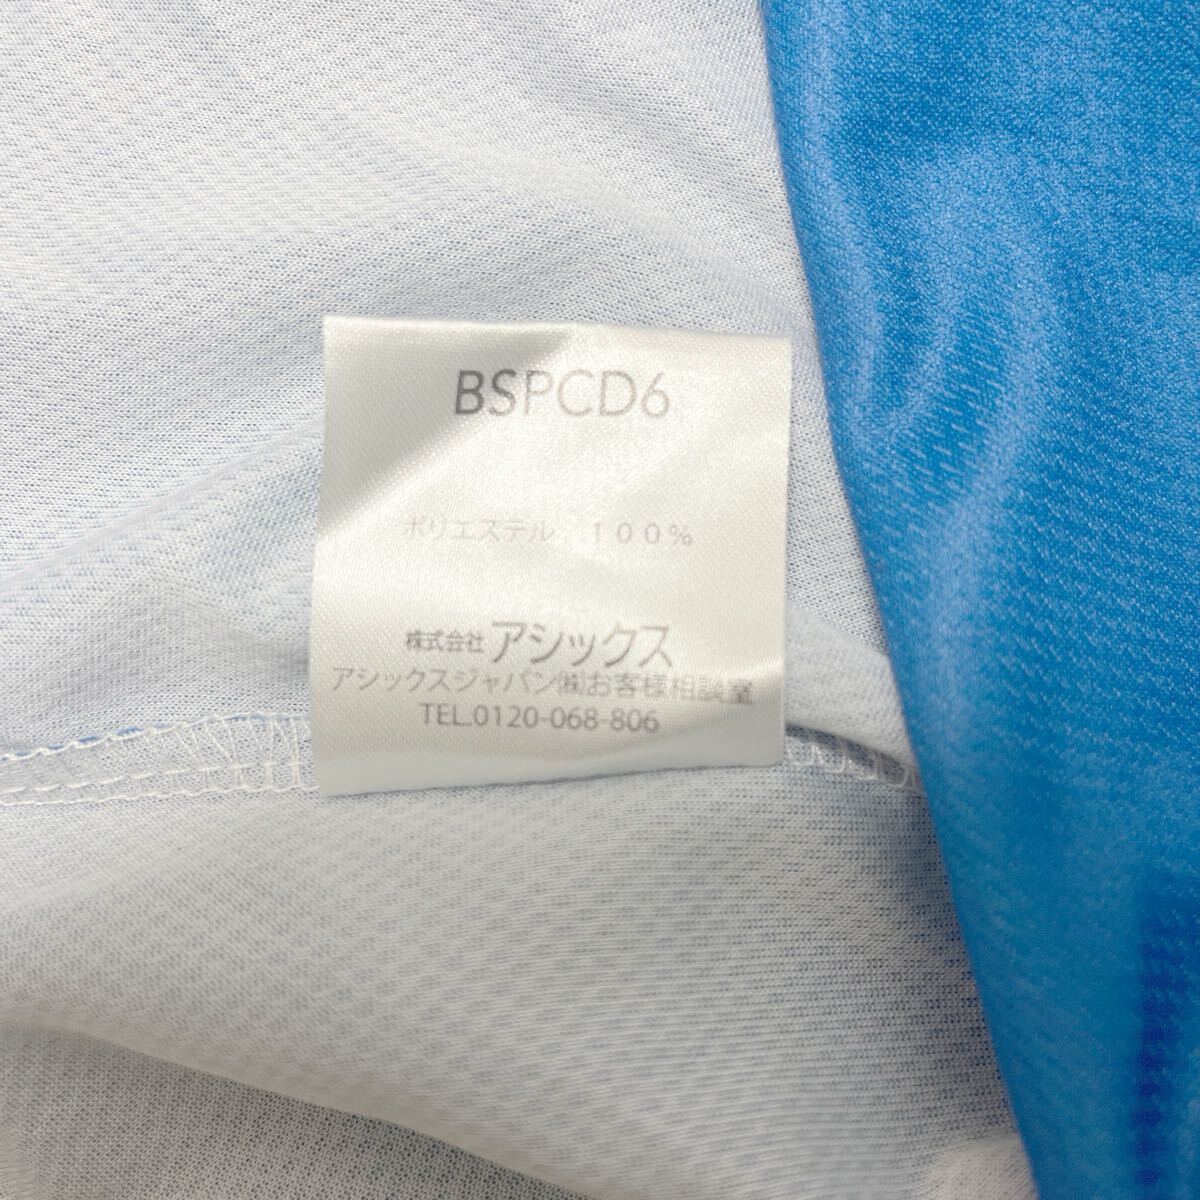 BSPCD6
ポリエステル 100%
株式会社 アシックス
アシックスジャパン㈱お客様相談室
TEL.0120-068-806